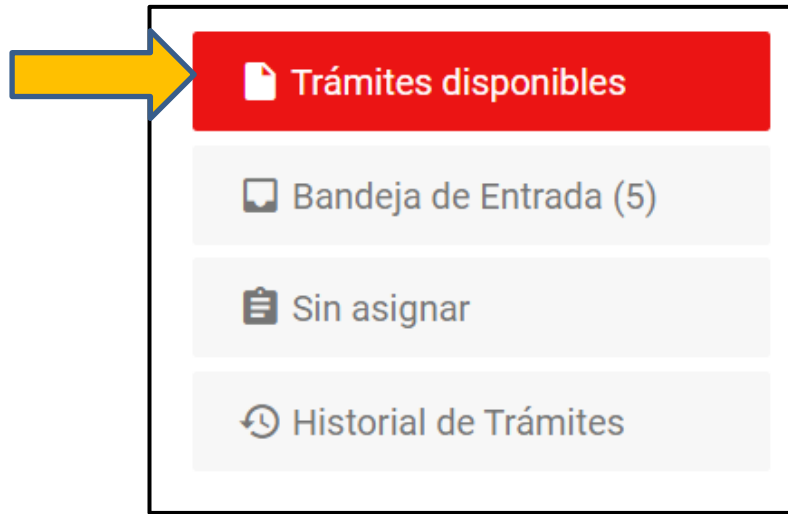 Trámites disponibles
Bandeja de Entrada (5)
Sin asignar
Historial de Trámites